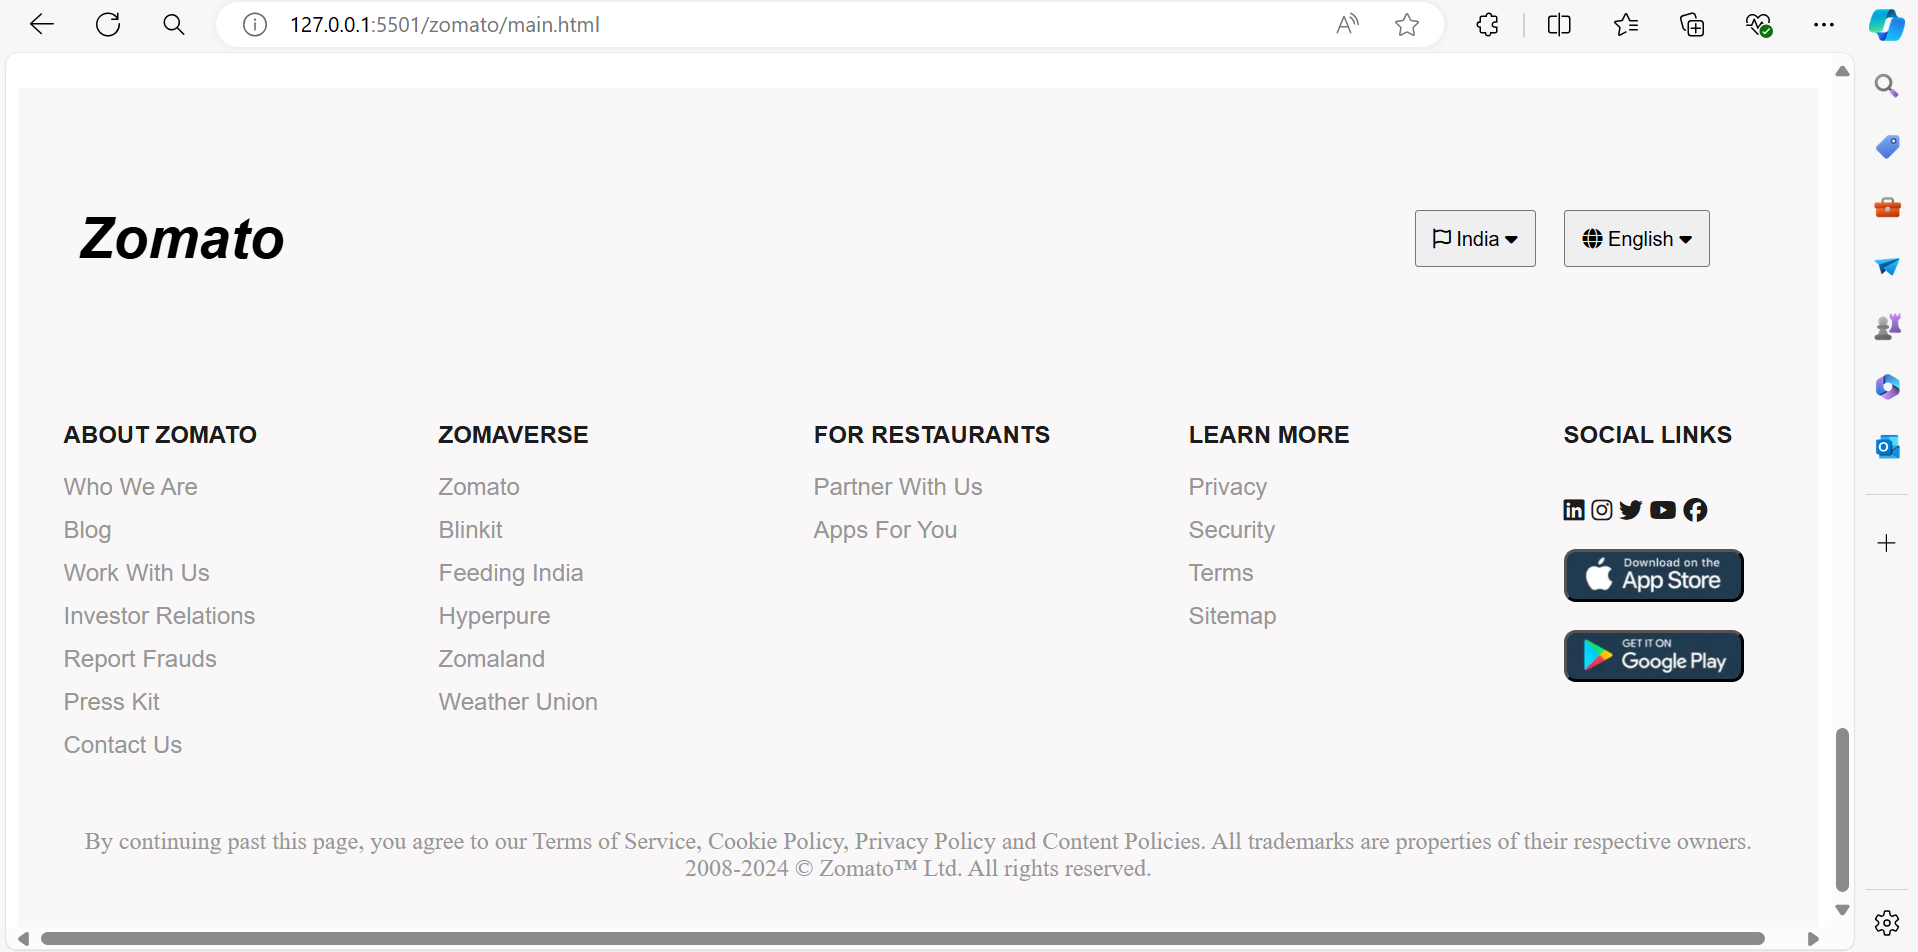 127.0.0.1:5501/zomato/main.html
Zomato
India
English
ABOUT ZOMATO
Who We Are
Blog
Work With Us
Investor Relations
Report Frauds
Press Kit
Contact Us
ZOMAVERSE
Zomato
Blinkit
Feeding India
Hyperpure
Zomaland
Weather Union
FOR RESTAURANTS
Partner With Us
Apps For You
LEARN MORE
Privacy
Security
Terms
Sitemap
SOCIAL LINKS
Download on the
App Store
GET IT ON
Google Play
By continuing past this page, you agree to our Terms of Service, Cookie Policy, Privacy Policy and Content Policies. All trademarks are properties of their respective owners.
2008-2024 © Zomato™ Ltd. All rights reserved.